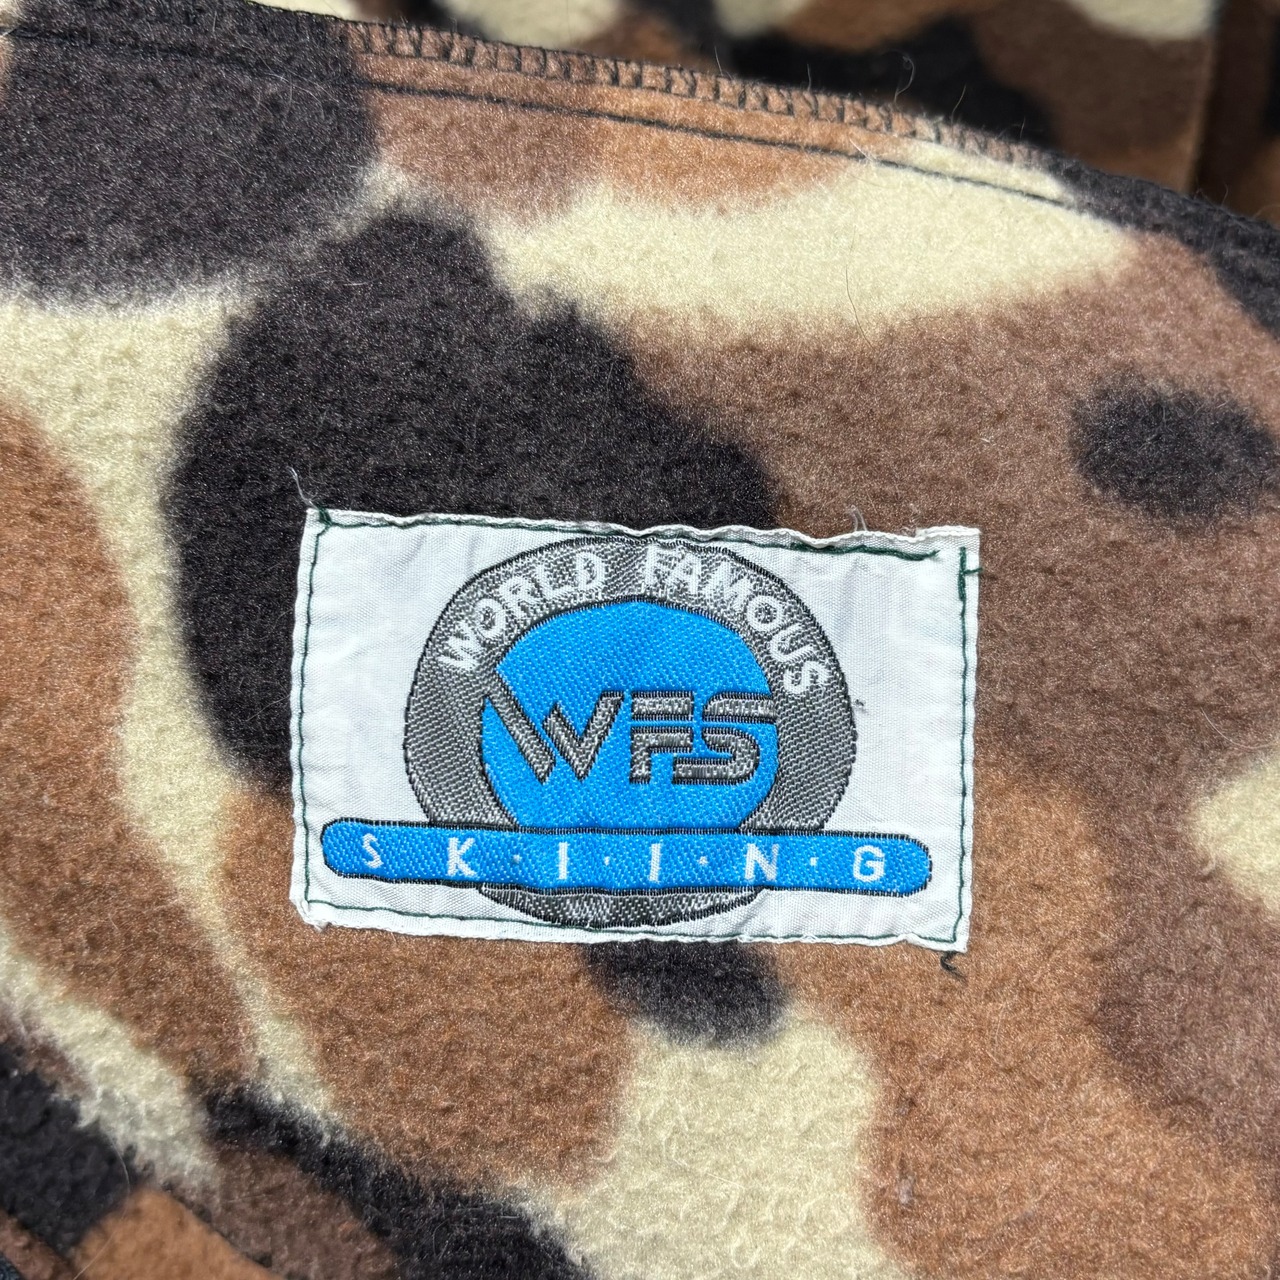 WORLD FAMOUS
WFS
S K · I · I · N · G